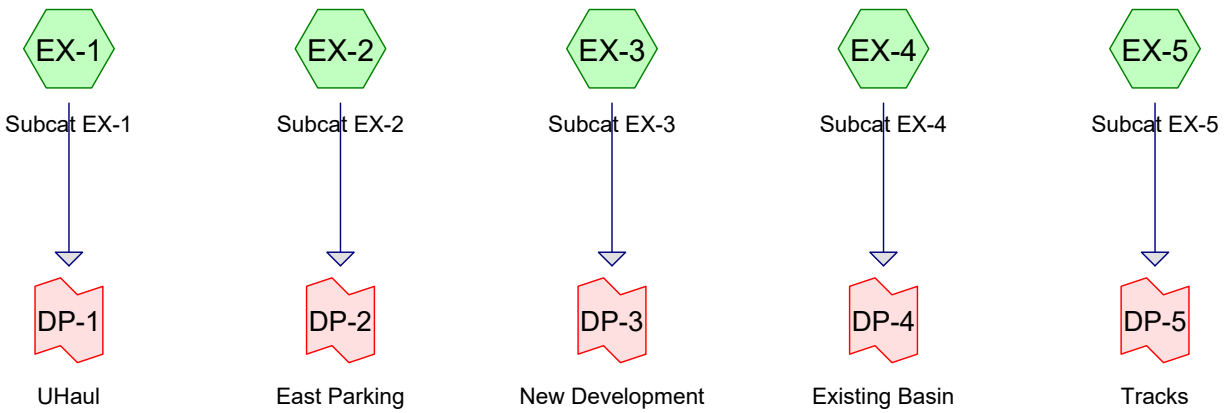 EX-1 EX-2 EX-3 EX-4 EX-5
Subcat EX-1 Subcat EX-2 Subcat EX-3 Subcat EX-4 Subcat EX-5
DP-1 DP-2 DP-3 DP-4 DP-5
UHaul East Parking New Development Existing Basin Tracks